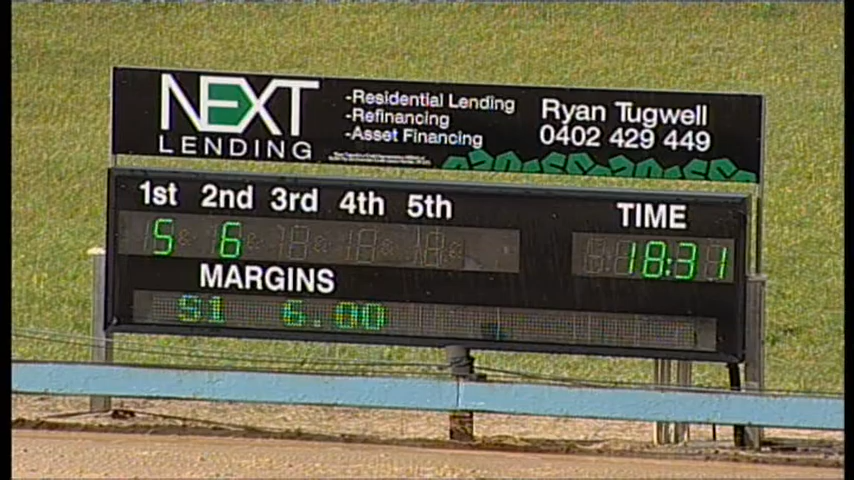 NEXT
LENDING
-Residential Lending
-Refinancing
-Asset Financing
Ryan Tugwell
0402 429 449
1st 2nd 3rd 4th 5th
TIME
5 6
18:31
MARGINS
S1 6.00